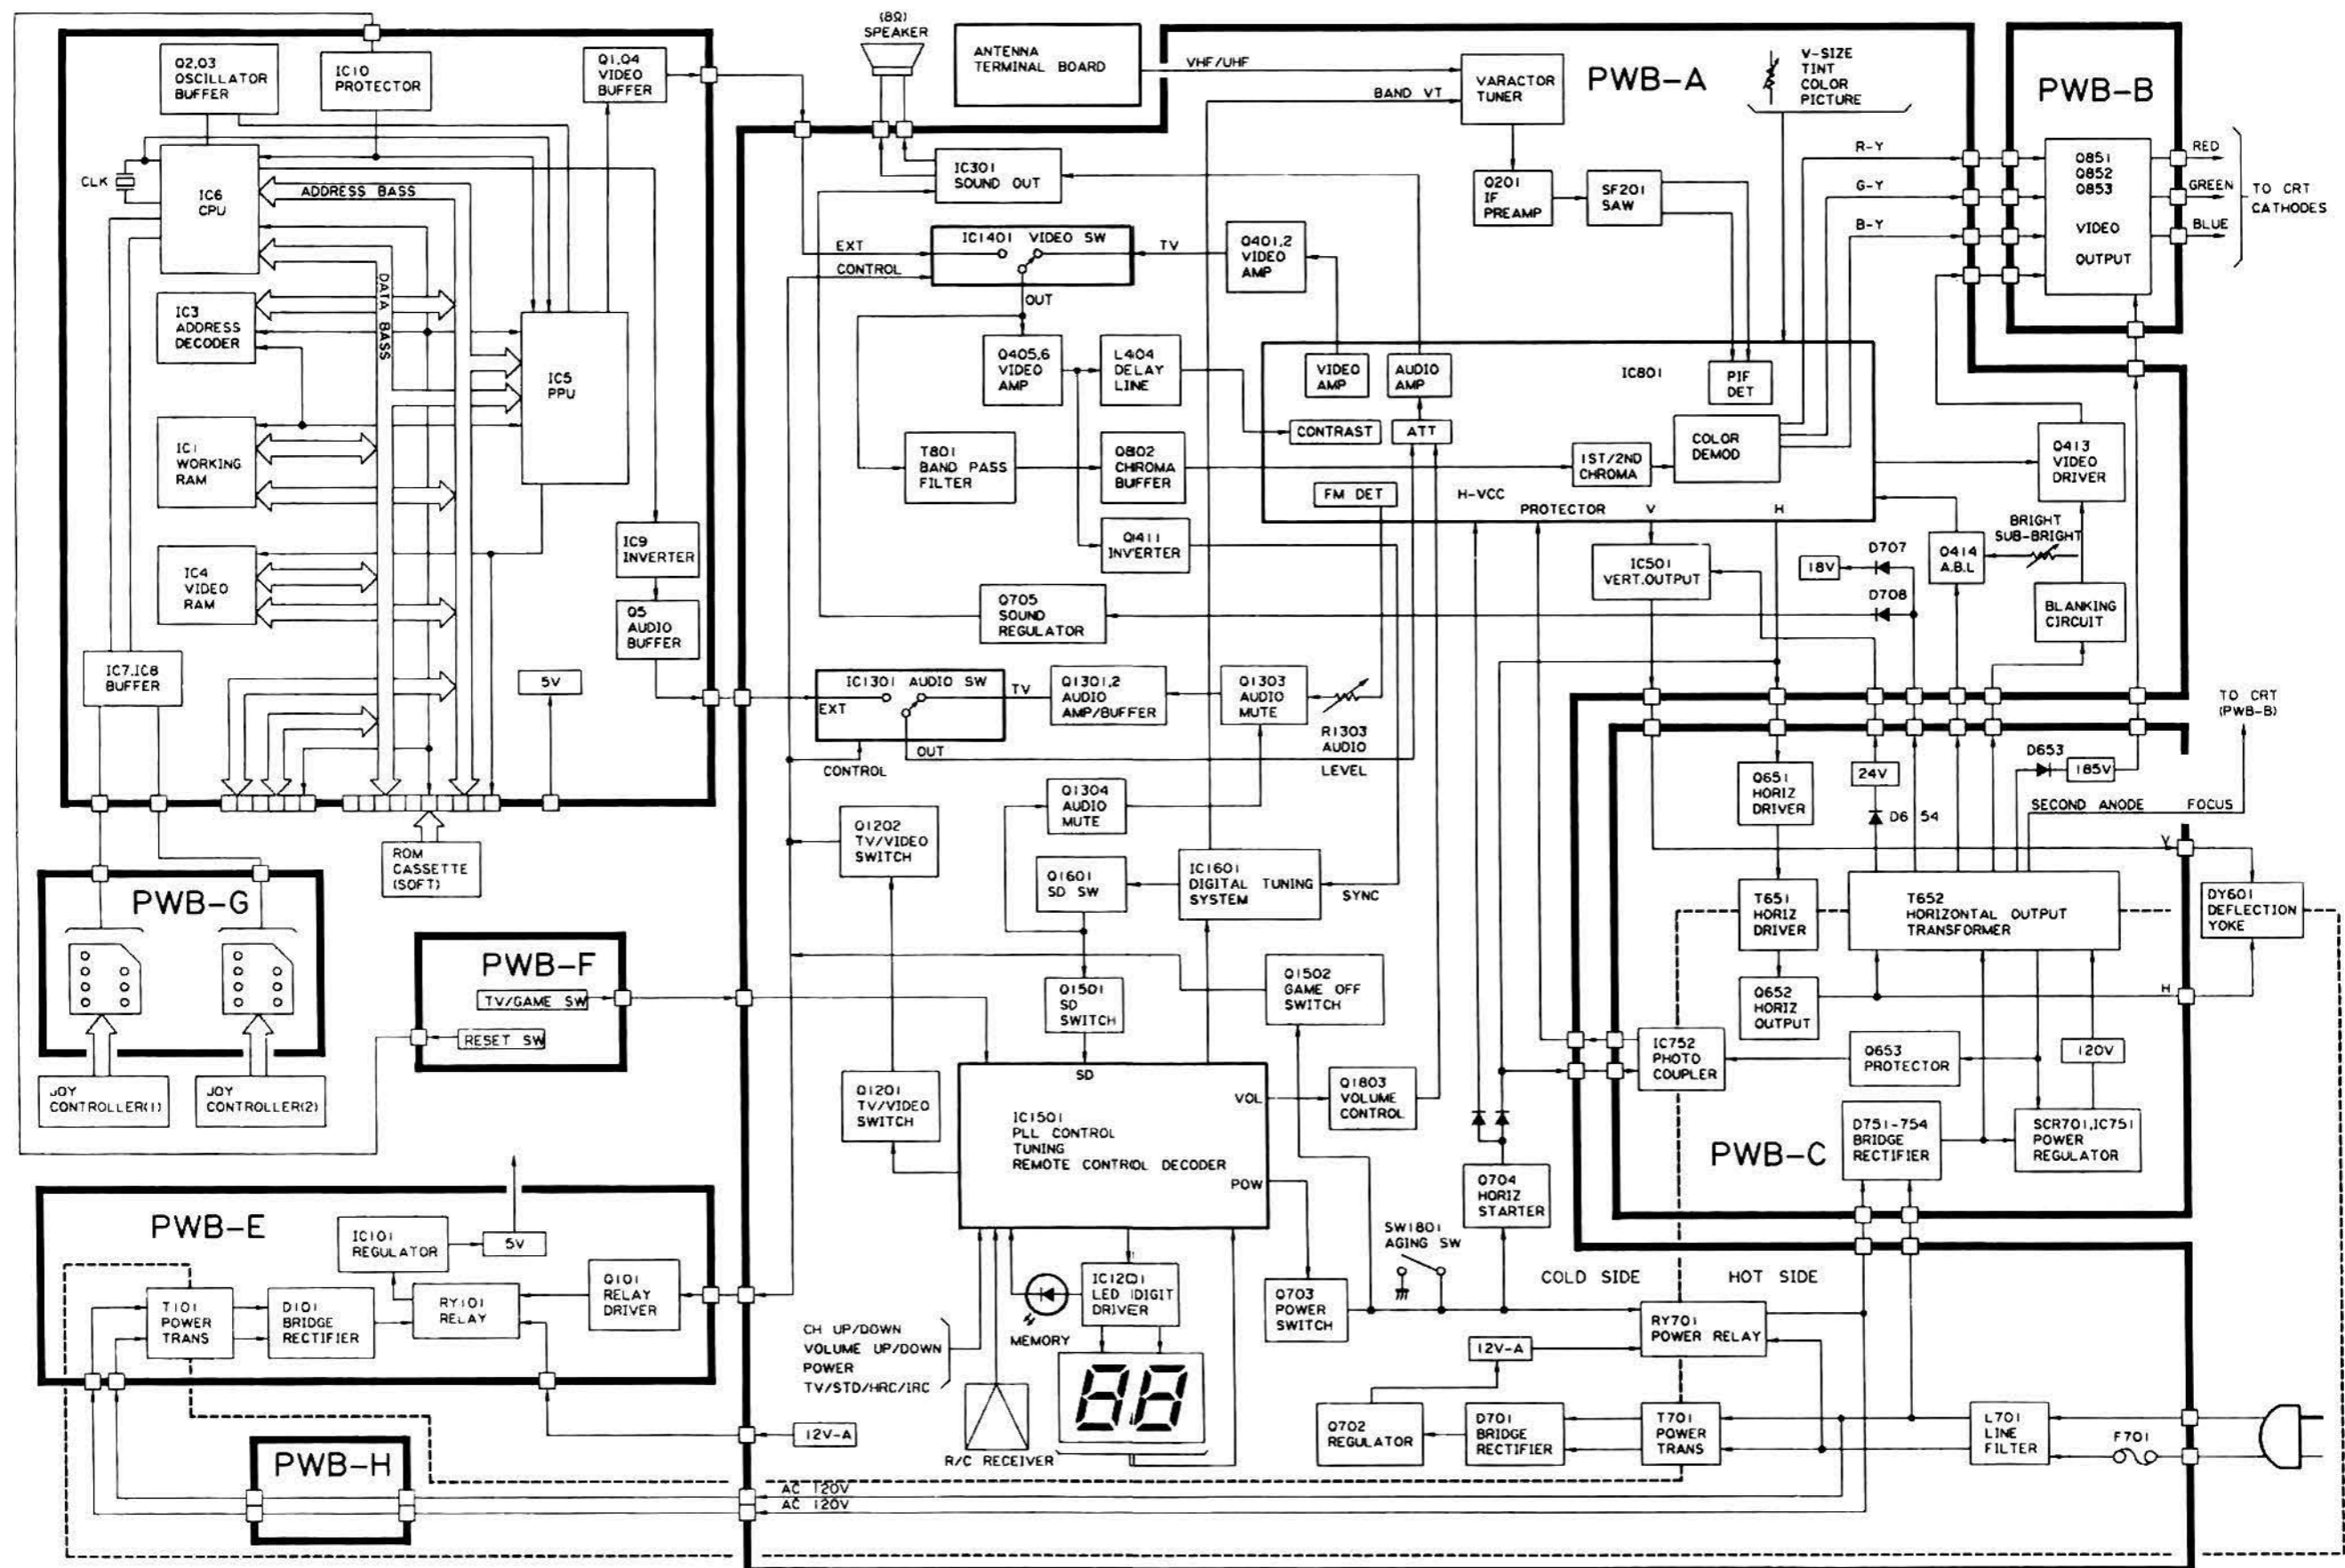 Q2,Q3
OSCILLATOR
BUFFER
IC10
PROTECTOR
Q1,Q4
VIDEO
BUFFER
CLK
IC6
CPU
ADDRESS BASS
DATA BASS
IC3
ADDRESS
DECODER
IC5
PPU
IC1
WORKING
RAM
IC4
VIDEO
RAM
IC9
INVERTER
Q5
AUDIO
BUFFER
IC7,IC8
BUFFER
5V
ROM
CASSETTE
(SOFT)
PWB-G
JOY
CONTROLLER(1)
JOY
CONTROLLER(2)
PWB-F
TV/GAME SW
RESET SW
PWB-E
IC101
REGULATOR
5V
T101
POWER
TRANS
D101
BRIDGE
RECTIFIER
RY101
RELAY
Q101
RELAY
DRIVER
PWB-H
(8Ω)
SPEAKER
ANTENNA
TERMINAL BOARD
VHF/UHF
BAND VT
VARACTOR
TUNER
PWB-A
V-SIZE
TINT
COLOR
PICTURE
IC301
SOUND OUT
Q201
IF
PREAMP
SF201
SAW
R-Y
G-Y
B-Y
PWB-B
Q851
Q852
Q853
VIDEO
OUTPUT
RED
GREEN
BLUE
TO CRT
CATHODES
EXT
CONTROL
IC1401 VIDEO SW
TV
OUT
Q401,2
VIDEO
AMP
Q405,6
VIDEO
AMP
L404
DELAY
LINE
VIDEO
AMP
AUDIO
AMP
IC801
PIF
DET
CONTRAST
ATT
COLOR
DEMOD
T801
BAND PASS
FILTER
Q802
CHROMA
BUFFER
1ST/2ND
CHROMA
FM DET
H-VCC
PROTECTOR
V
H
Q413
VIDEO
DRIVER
Q1411
INVERTER
IC501
VERT.OUTPUT
BRIGHT
SUB-BRIGHT
D707
18V
Q414
A.B.L
D708
BLANKING
CIRCUIT
Q705
SOUND
REGULATOR
IC1301 AUDIO SW
EXT
TV
OUT
CONTROL
Q1301,2
AUDIO
AMP/BUFFER
Q1303
AUDIO
MUTE
R1303
AUDIO
LEVEL
Q1304
AUDIO
MUTE
Q1202
TV/VIDEO
SWITCH
Q1601
SD SW
IC1601
DIGITAL TUNING
SYSTEM
SYNC
Q1501
SD
SWITCH
Q1502
GAME OFF
SWITCH
Q1201
TV/VIDEO
SWITCH
SD
VOL
POW
IC1501
PLL CONTROL
TUNING
REMOTE CONTROL DECODER
Q1803
VOLUME
CONTROL
Q704
HORIZ
STARTER
SW1801
AGING SW
CH UP/DOWN
VOLUME UP/DOWN
POWER
TV/STD/HRC/IRC
MEMORY
IC1201
LED IDIGIT
DRIVER
88
R/C RECEIVER
12V-A
Q703
POWER
SWITCH
12V-A
Q702
REGULATOR
D701
BRIDGE
RECTIFIER
T701
POWER
TRANS
RY701
POWER RELAY
COLD SIDE
HOT SIDE
L701
LINE
FILTER
F701
AC 120V
AC 120V
TO CRT
(PWB-B)
Q651
HORIZ
DRIVER
24V
D653
185V
SECOND ANODE
FOCUS
D6 54
V
T651
HORIZ
DRIVER
T652
HORIZONTAL OUTPUT
TRANSFORMER
DY601
DEFLECTION
YOKE
Q652
HORIZ
OUTPUT
H
IC752
PHOTO
COUPLER
Q653
PROTECTOR
120V
PWB-C
D751-754
BRIDGE
RECTIFIER
SCR701,IC751
POWER
REGULATOR